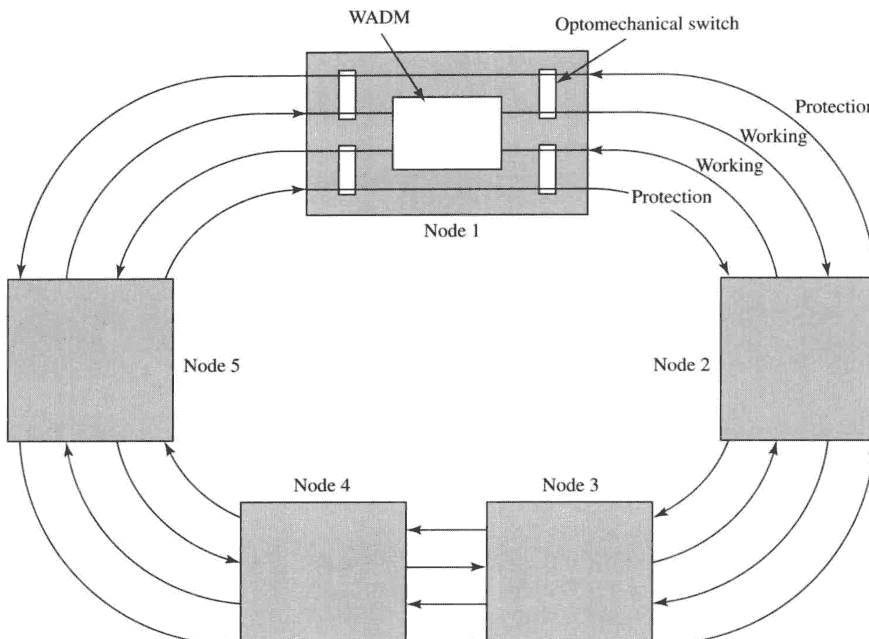 WADM
Optomechanical switch
Protection
Working
Working
Protection
Node 1
Node 5
Node 2
Node 4
Node 3